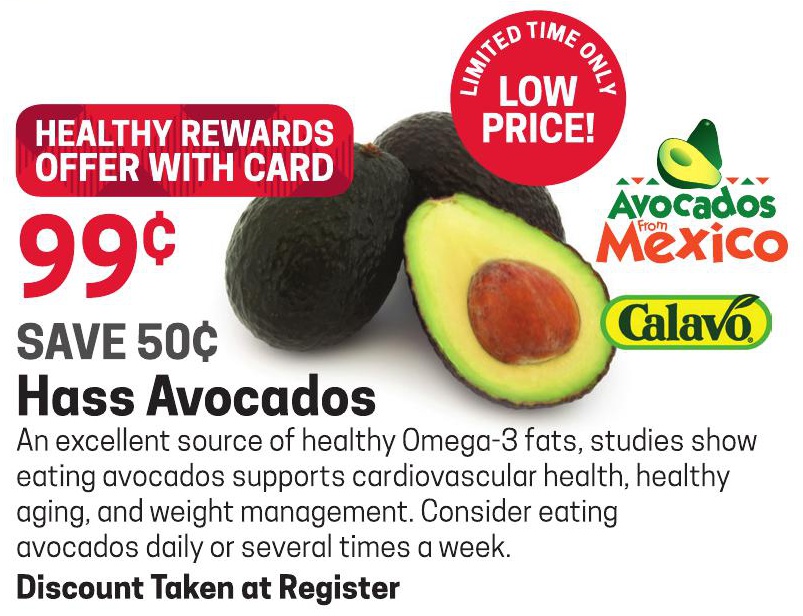 LIMITED TIME ONLY
LOW
PRICE!
HEALTHY REWARDS
OFFER WITH CARD
99¢
SAVE 50¢
Avocados
From
Mexico
Calavo®
Hass Avocados
An excellent source of healthy Omega-3 fats, studies show
eating avocados supports cardiovascular health, healthy
aging, and weight management. Consider eating
avocados daily or several times a week.
Discount Taken at Register